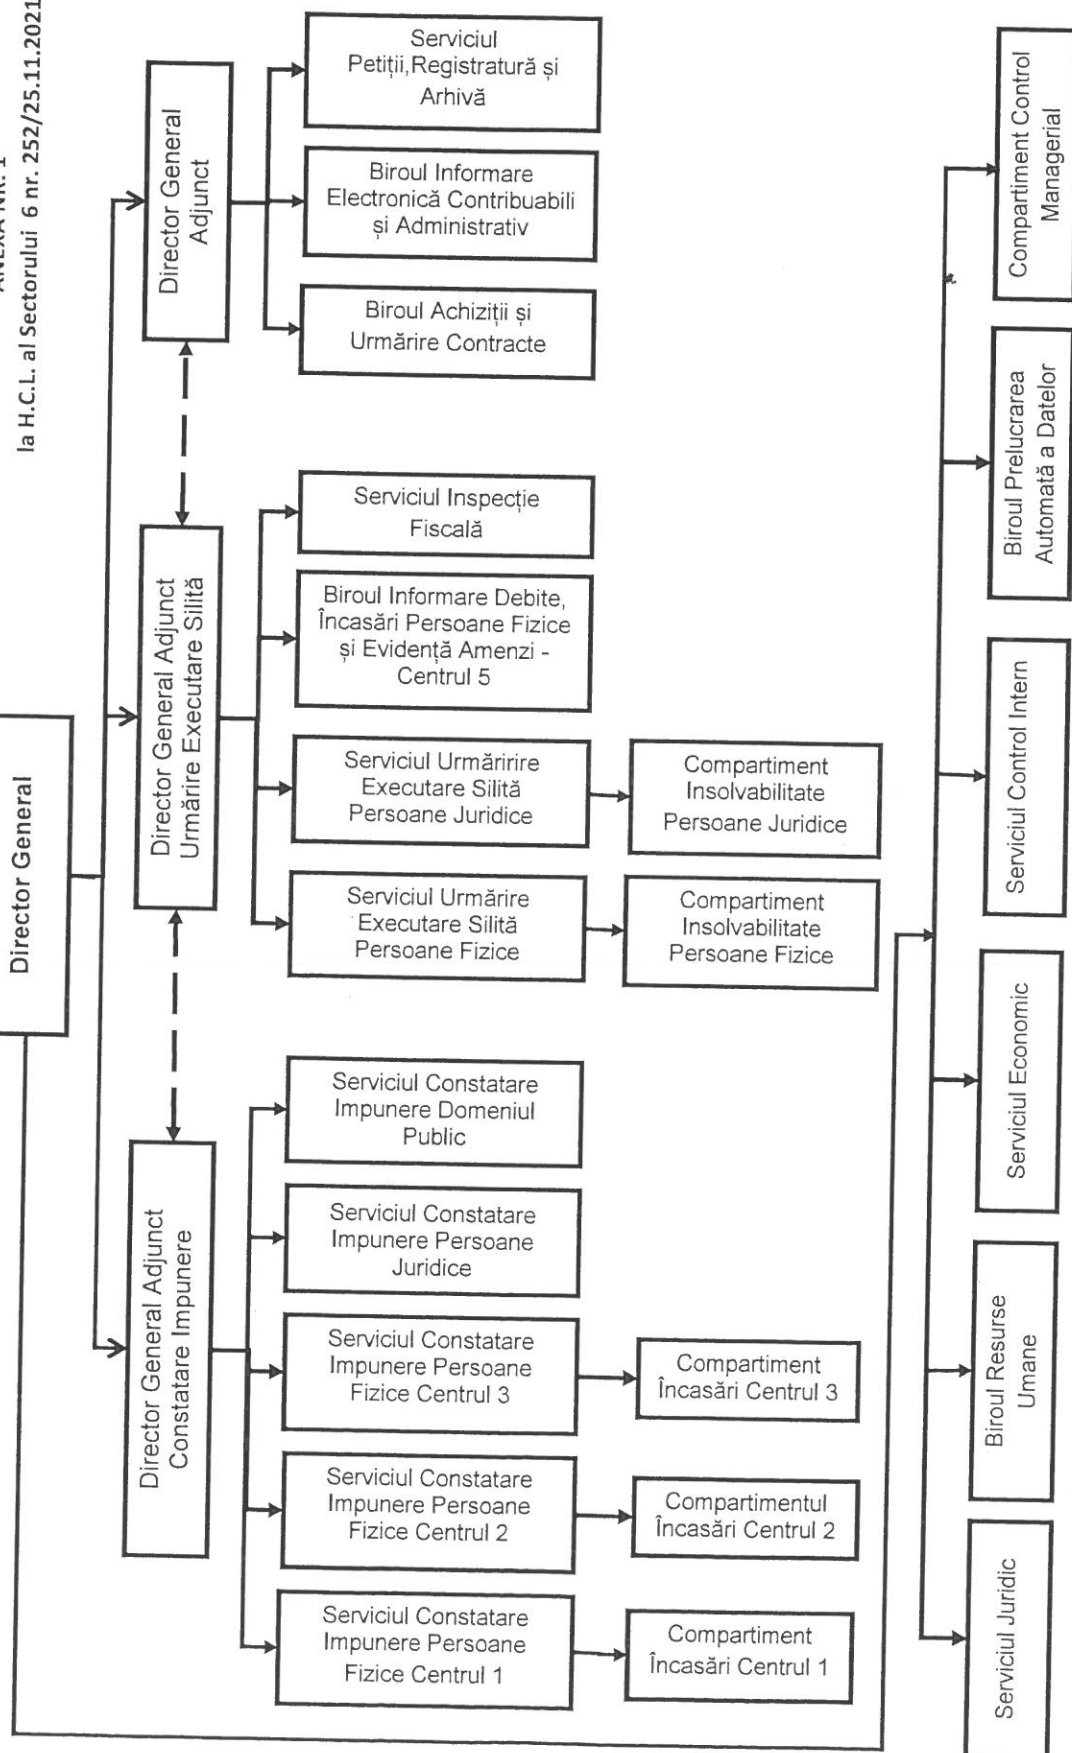 ANEXA NR. 1
la H.C.L. al Sectorului 6 nr. 252/25.11.2021
Director General
Director General
Adjunct
Director General Adjunct
Urmărire Executare Silită
Director General Adjunct
Constatare Impunere
Serviciul
Petiții,Registratură și
Arhivă
Biroul Informare
Electronică Contribuabili
și Administrativ
Biroul Achiziții și
Urmărire Contracte
Serviciul Inspecție
Fiscală
Biroul Informare Debite,
Încasări Persoane Fizice
și Evidență Amenzi -
Centrul 5
Serviciul Urmăririre
Executare Silită
Persoane Juridice
Compartiment
Insolvabilitate
Persoane Juridice
Serviciul Urmărire
Executare Silită
Persoane Fizice
Compartiment
Insolvabilitate
Persoane Fizice
Serviciul Constatare
Impunere Domeniul
Public
Serviciul Constatare
Impunere Persoane
Juridice
Serviciul Constatare
Impunere Persoane
Fizice Centrul 3
Compartiment
Încasări Centrul 3
Serviciul Constatare
Impunere Persoane
Fizice Centrul 2
Compartimentul
Încasări Centrul 2
Serviciul Constatare
Impunere Persoane
Fizice Centrul 1
Compartiment
Încasări Centrul 1
Compartiment Control
Managerial
Biroul Prelucrarea
Automată a Datelor
Serviciul Control Intern
Serviciul Economic
Biroul Resurse
Umane
Serviciul Juridic